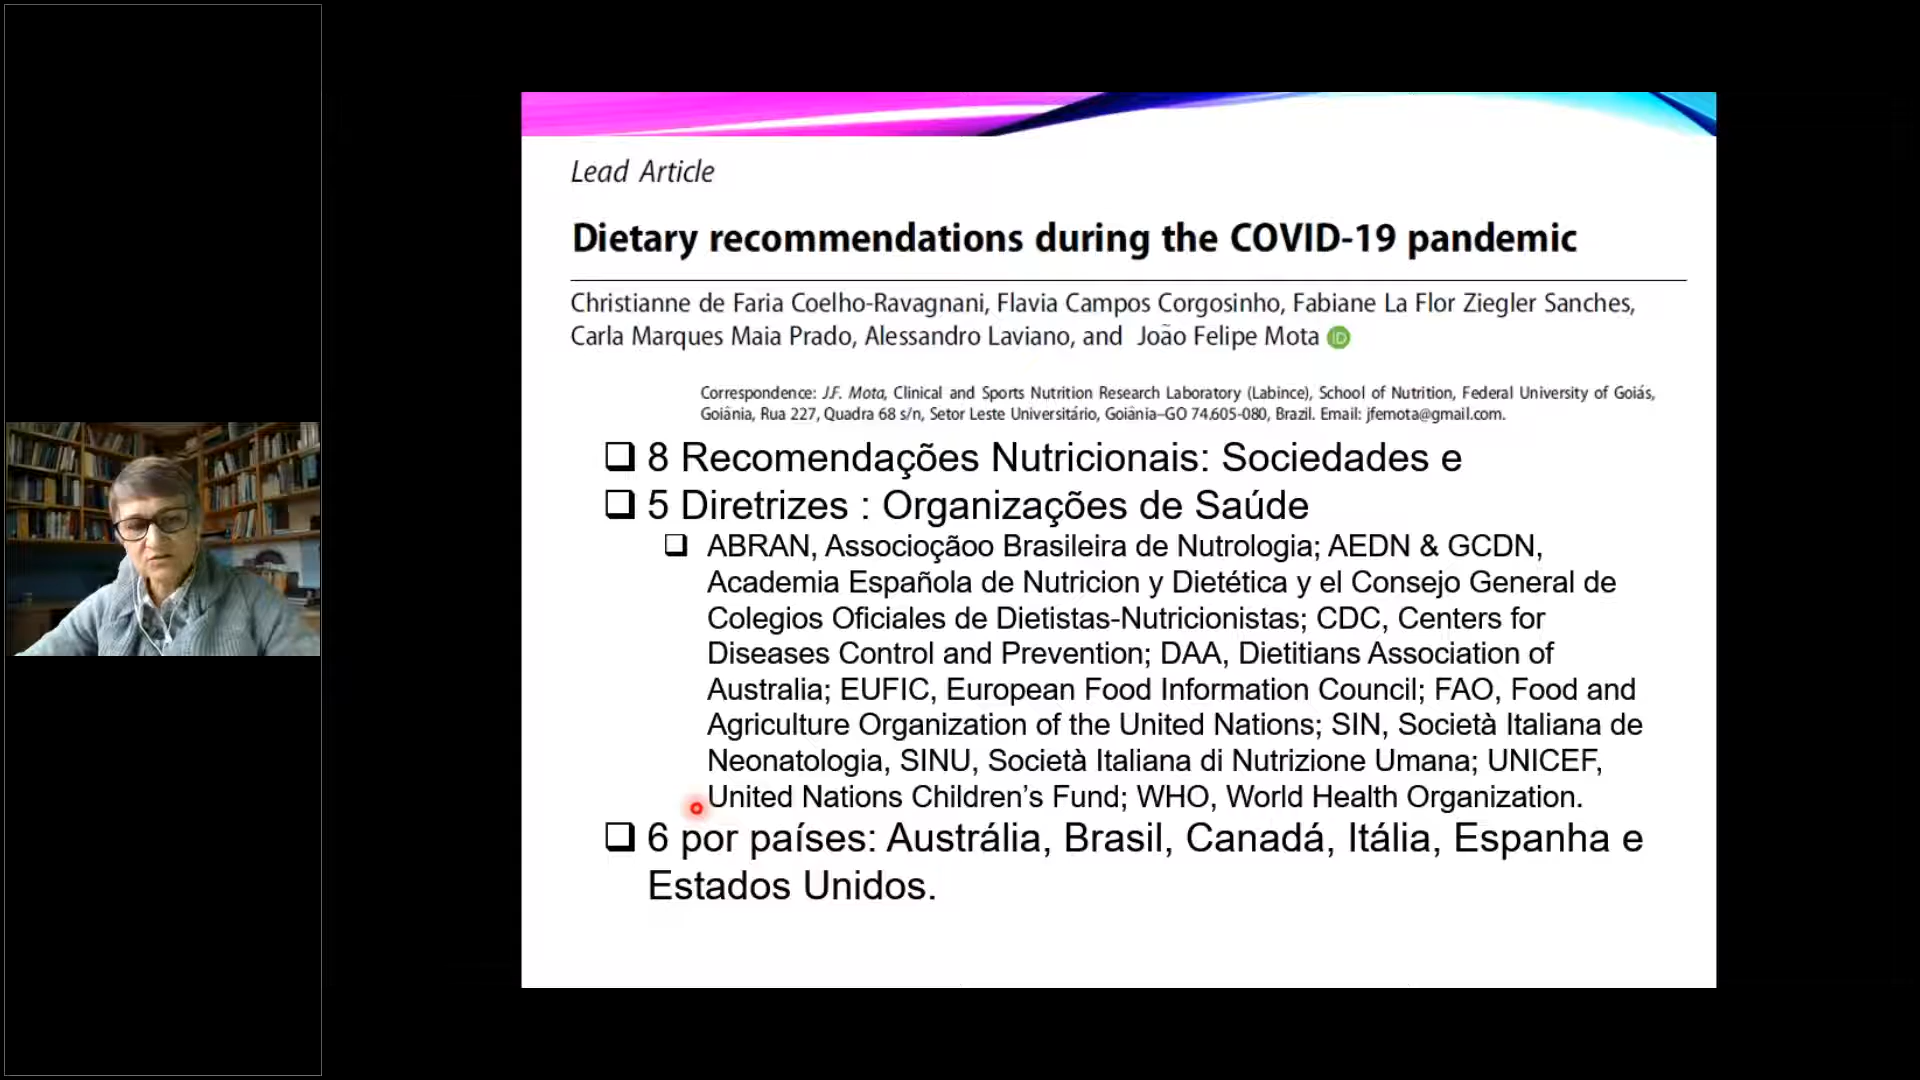 Lead Article
Dietary recommendations during the COVID-19 pandemic
Christianne de Faria Coelho-Ravagnani, Flavia Campos Corgosinho, Fabiane La Flor Ziegler Sanches,
Carla Marques Maia Prado, Alessandro Laviano, and João Felipe Mota iD
Correspondence: J.F. Mota, Clinical and Sports Nutrition Research Laboratory (Labince), School of Nutrition, Federal University of Goiás,
Goiânia, Rua 227, Quadra 68 s/n, Setor Leste Universitário, Goiânia–GO 74.605-080, Brazil. Email: jfemota@gmail.com.
8 Recomendações Nutricionais: Sociedades e
5 Diretrizes : Organizações de Saúde
ABRAN, Associoçãoo Brasileira de Nutrologia; AEDN & GCDN,
Academia Española de Nutricion y Dietética y el Consejo General de
Colegios Oficiales de Dietistas-Nutricionistas; CDC, Centers for
Diseases Control and Prevention; DAA, Dietitians Association of
Australia; EUFIC, European Food Information Council; FAO, Food and
Agriculture Organization of the United Nations; SIN, Società Italiana de
Neonatologia, SINU, Società Italiana di Nutrizione Umana; UNICEF,
United Nations Children’s Fund; WHO, World Health Organization.
6 por países: Austrália, Brasil, Canadá, Itália, Espanha e
Estados Unidos.